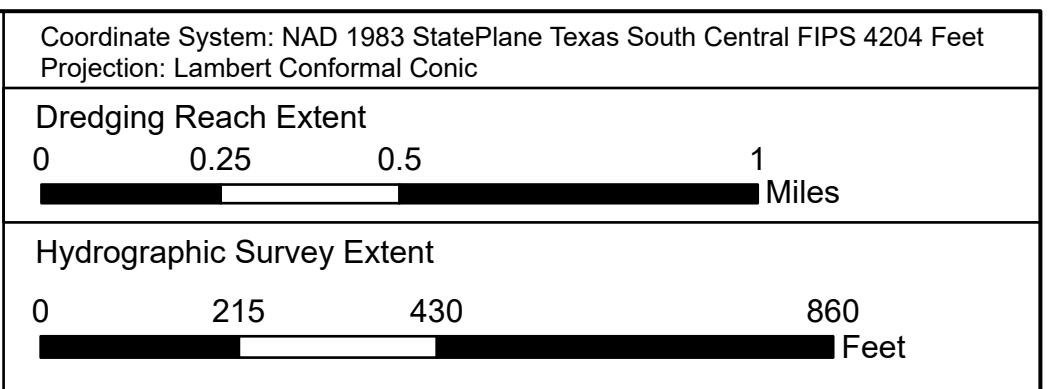 Coordinate System: NAD 1983 StatePlane Texas South Central FIPS 4204 Feet
Projection: Lambert Conformal Conic
Dredging Reach Extent
0 0.25 0.5 1
Miles
Hydrographic Survey Extent
0 215 430 860
Feet